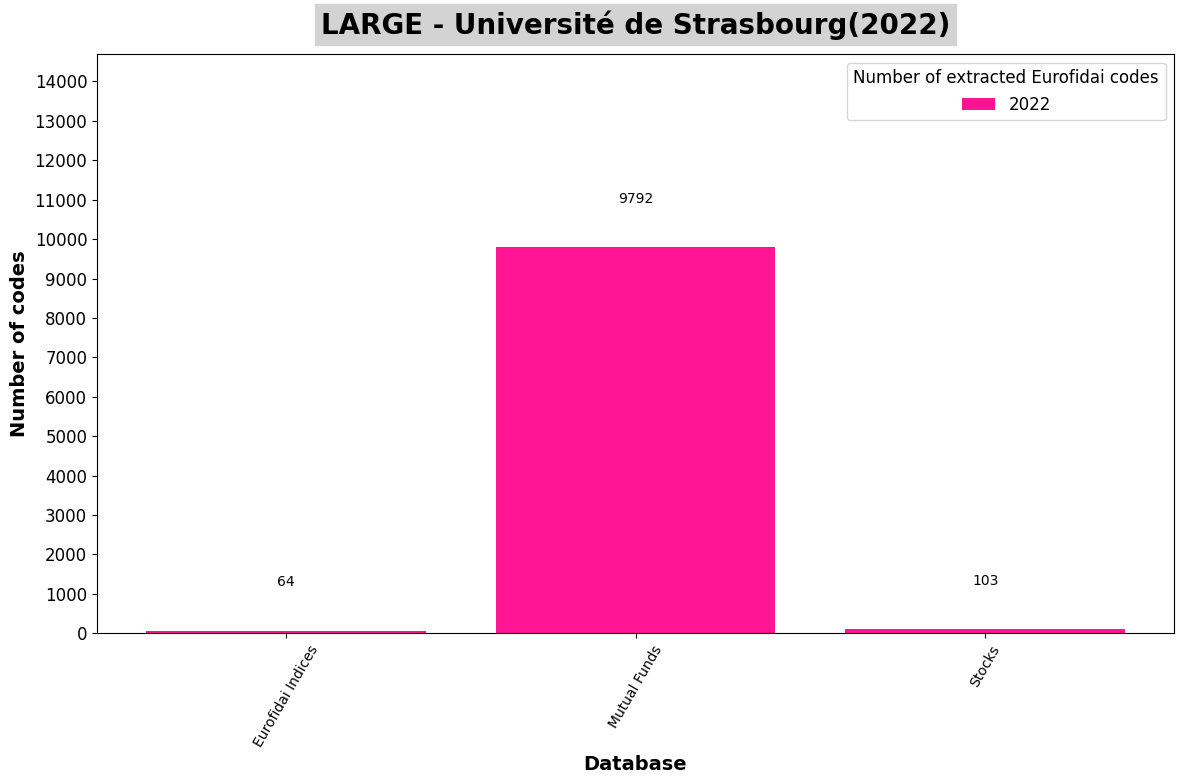 LARGE - Université de Strasbourg(2022)
Number of extracted Eurofidai codes
2022
14000
13000
12000
11000
10000
9000
8000
7000
6000
5000
4000
3000
2000
1000
0
Number of codes
64
9792
103
Eurofidai Indices
Mutual Funds
Stocks
Database